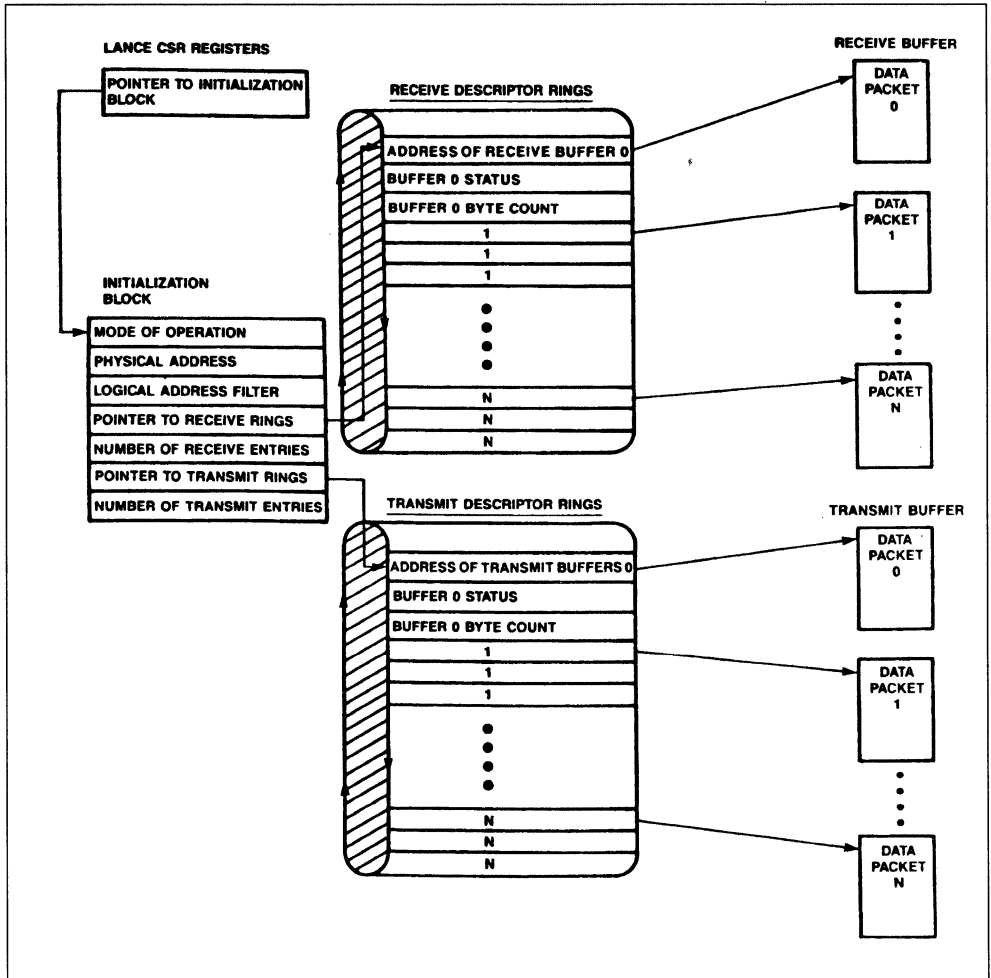 LANCE CSR REGISTERS
POINTER TO INITIALIZATION
BLOCK
INITIALIZATION
BLOCK
MODE OF OPERATION
PHYSICAL ADDRESS
LOGICAL ADDRESS FILTER
POINTER TO RECEIVE RINGS
NUMBER OF RECEIVE ENTRIES
POINTER TO TRANSMIT RINGS
NUMBER OF TRANSMIT ENTRIES
RECEIVE DESCRIPTOR RINGS
ADDRESS OF RECEIVE BUFFER 0
BUFFER 0 STATUS
BUFFER 0 BYTE COUNT
1
1
1
N
N
N
RECEIVE BUFFER
DATA
PACKET
0
DATA
PACKET
1
DATA
PACKET
N
TRANSMIT DESCRIPTOR RINGS
ADDRESS OF TRANSMIT BUFFERS 0
BUFFER 0 STATUS
BUFFER 0 BYTE COUNT
1
1
1
N
N
N
TRANSMIT BUFFER
DATA
PACKET
0
DATA
PACKET
1
DATA
PACKET
N